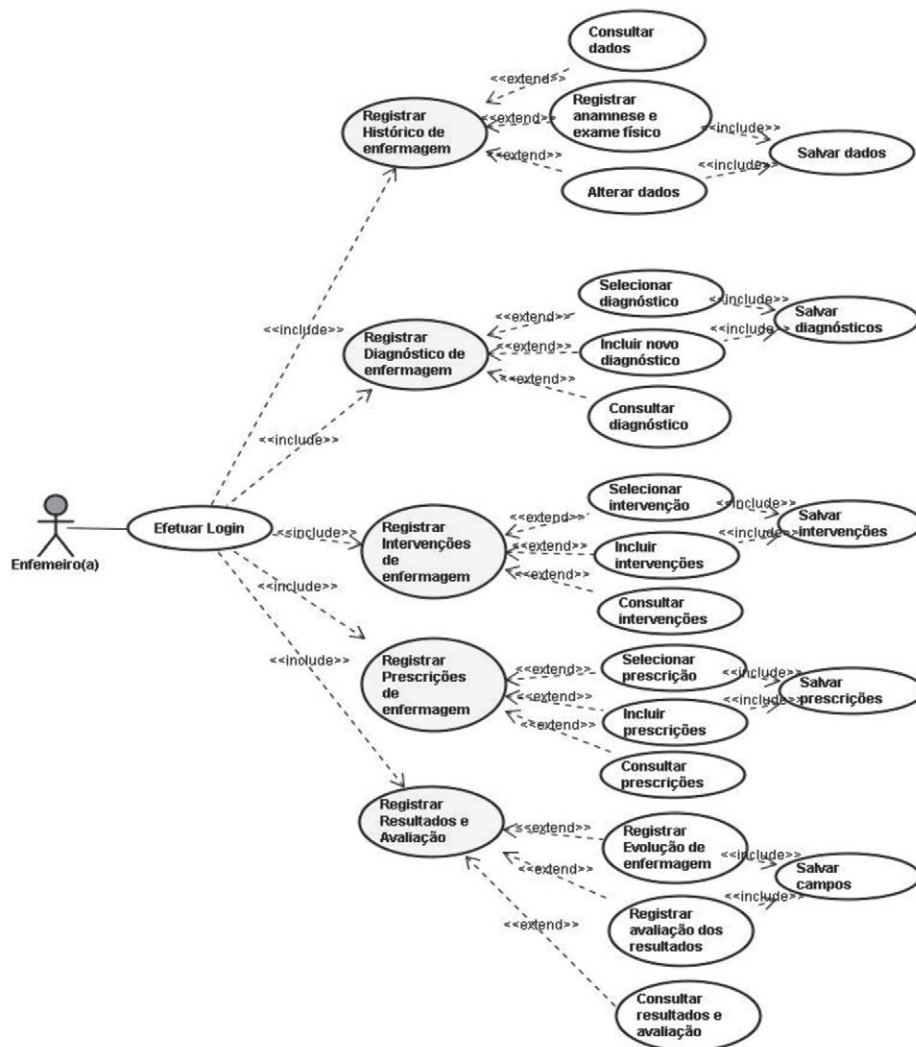 Consultar
dados
<<extend>>
Registrar
anamnese e
exame físico
<<extend>>
<<include>>
Registrar
Histórico de
enfermagem
Salvar dados
<<extend>>
<<include>>
Alterar dados
Selecionar
diagnóstico
<<include>>
<<extend>>
Salvar
diagnósticos
<<include>>
Registrar
Diagnóstico de
enfermagem
<<extend>>
Incluir novo
diagnóstico
<<include>>
<<extend>>
Consultar
diagnóstico
<<include>>
Selecionar
intervenção
<<include>>
<<extend>>
Salvar
intervenções
Efetuar Login
<<include>>
Registrar
Intervenções
de
enfermagem
<<extend>>
Incluir
intervenções
<<include>>
Enfemeiro(a)
<<extend>>
Consultar
intervenções
<<include>>
<<include>>
Registrar
Prescrições
de
enfermagem
<<extend>>
Selecionar
prescrição
<<include>>
Salvar
prescrições
<<extend>>
Incluir
prescrições
<<include>>
<<extend>>
Consultar
prescrições
Registrar
Resultados e
Avaliação
<<extend>>
Registrar
Evolução de
enfermagem
<<include>>
Salvar
campos
<<extend>>
<<include>>
Registrar
avaliação dos
resultados
<<extend>>
Consultar
resultados e
avaliação